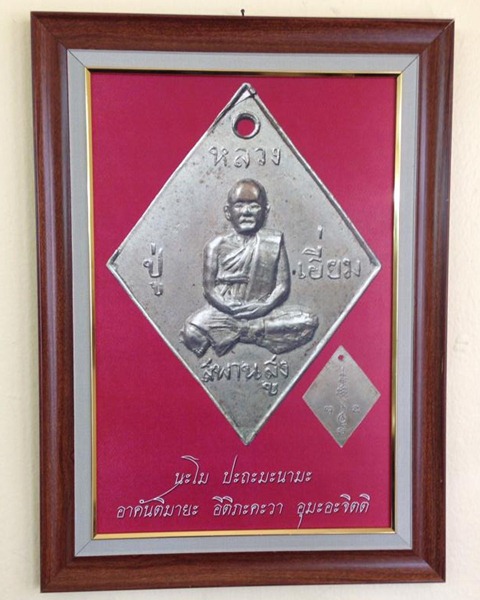 หลวง
ปู่ เอี่ยม
สพานสูง
นะโม ปะถะมะนามะ
อาคันติมายะ อีติภะคะวา อุมะอะจิตติ